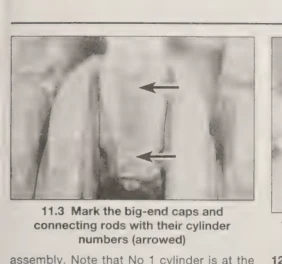 11.3 Mark the big-end caps and
connecting rods with their cylinder
numbers (arrowed)
assembly. Note that No 1 cylinder is at the
12